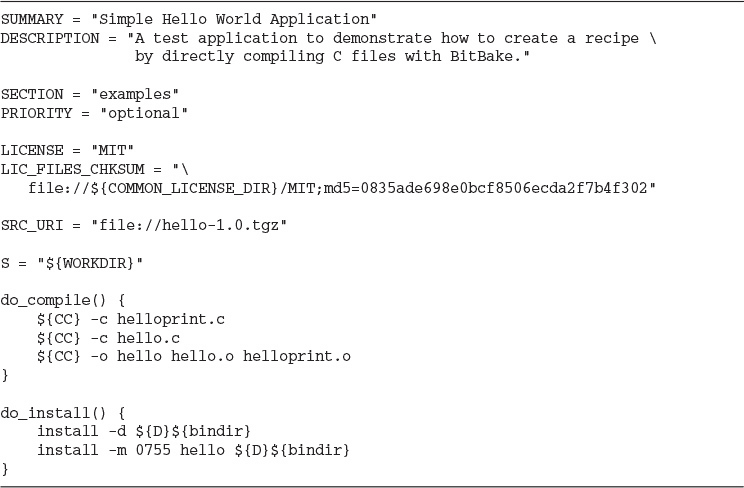 SUMMARY = "Simple Hello World Application"
DESCRIPTION = "A test application to demonstrate how to create a recipe \
               by directly compiling C files with BitBake."

SECTION = "examples"
PRIORITY = "optional"

LICENSE = "MIT"
LIC_FILES_CHKSUM = "\
   file://${COMMON_LICENSE_DIR}/MIT;md5=0835ade698e0bcf8506ecda2f7b4f302"

SRC_URI = "file://hello-1.0.tgz"

S = "${WORKDIR}"

do_compile() {
    ${CC} -c helloprint.c
    ${CC} -c hello.c
    ${CC} -o hello hello.o helloprint.o
}

do_install() {
    install -d ${D}${bindir}
    install -m 0755 hello ${D}${bindir}
}